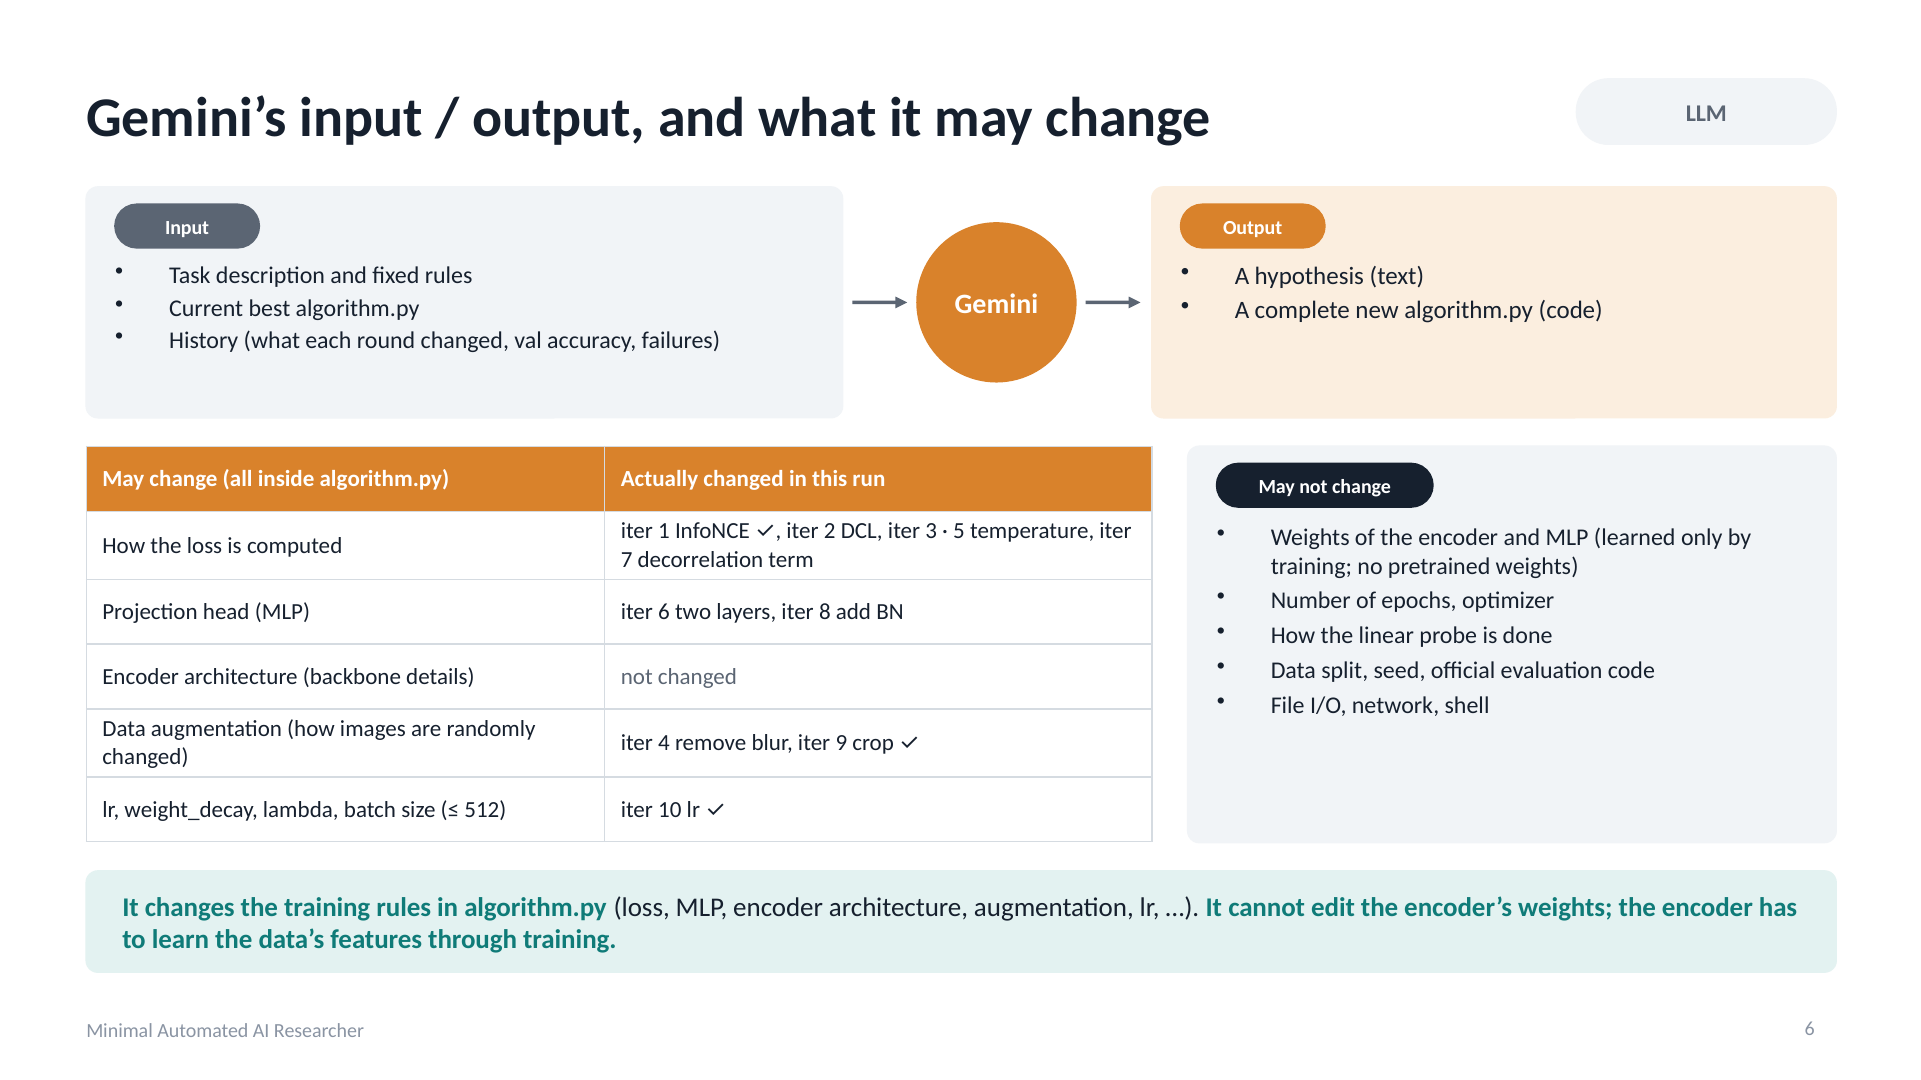 Gemini’s input / output, and what it may change
LLM
Input
• Task description and fixed rules
• Current best algorithm.py
• History (what each round changed, val accuracy, failures)
Gemini
Output
• A hypothesis (text)
• A complete new algorithm.py (code)
May change (all inside algorithm.py)
Actually changed in this run
How the loss is computed
iter 1 InfoNCE ✓, iter 2 DCL, iter 3 · 5 temperature, iter
7 decorrelation term
Projection head (MLP)
iter 6 two layers, iter 8 add BN
Encoder architecture (backbone details)
not changed
Data augmentation (how images are randomly
changed)
iter 4 remove blur, iter 9 crop ✓
lr, weight_decay, lambda, batch size (≤ 512)
iter 10 lr ✓
May not change
• Weights of the encoder and MLP (learned only by
training; no pretrained weights)
• Number of epochs, optimizer
• How the linear probe is done
• Data split, seed, official evaluation code
• File I/O, network, shell
It changes the training rules in algorithm.py (loss, MLP, encoder architecture, augmentation, lr, …). It cannot edit the encoder’s weights; the encoder has
to learn the data’s features through training.
Minimal Automated AI Researcher
6